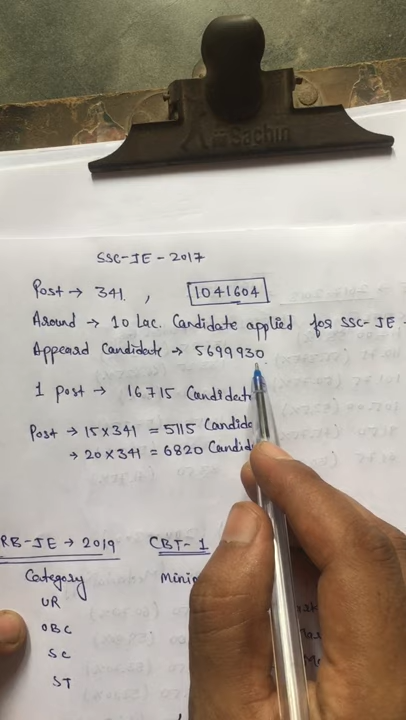 Sachin
SSC-JE-2017
Post → 341, 1041604
Around → 10 Lac. Candidate applied for SSC-JE-
Appeard Candidate → 5699930
1 post → 16715 Candidat
Post → 15×341 = 5115 Candid
→ 20×341 = 6820 Candid
RB-JE → 2019 CBT-1
Category Mini
UR
OBC
SC
ST